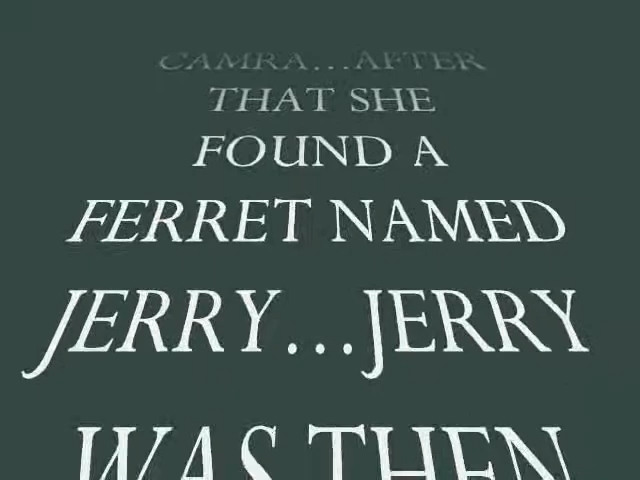 CAMRA...AFTER
THAT SHE
FOUND A
FERRET NAMED
JERRY...JERRY
WAS THEN